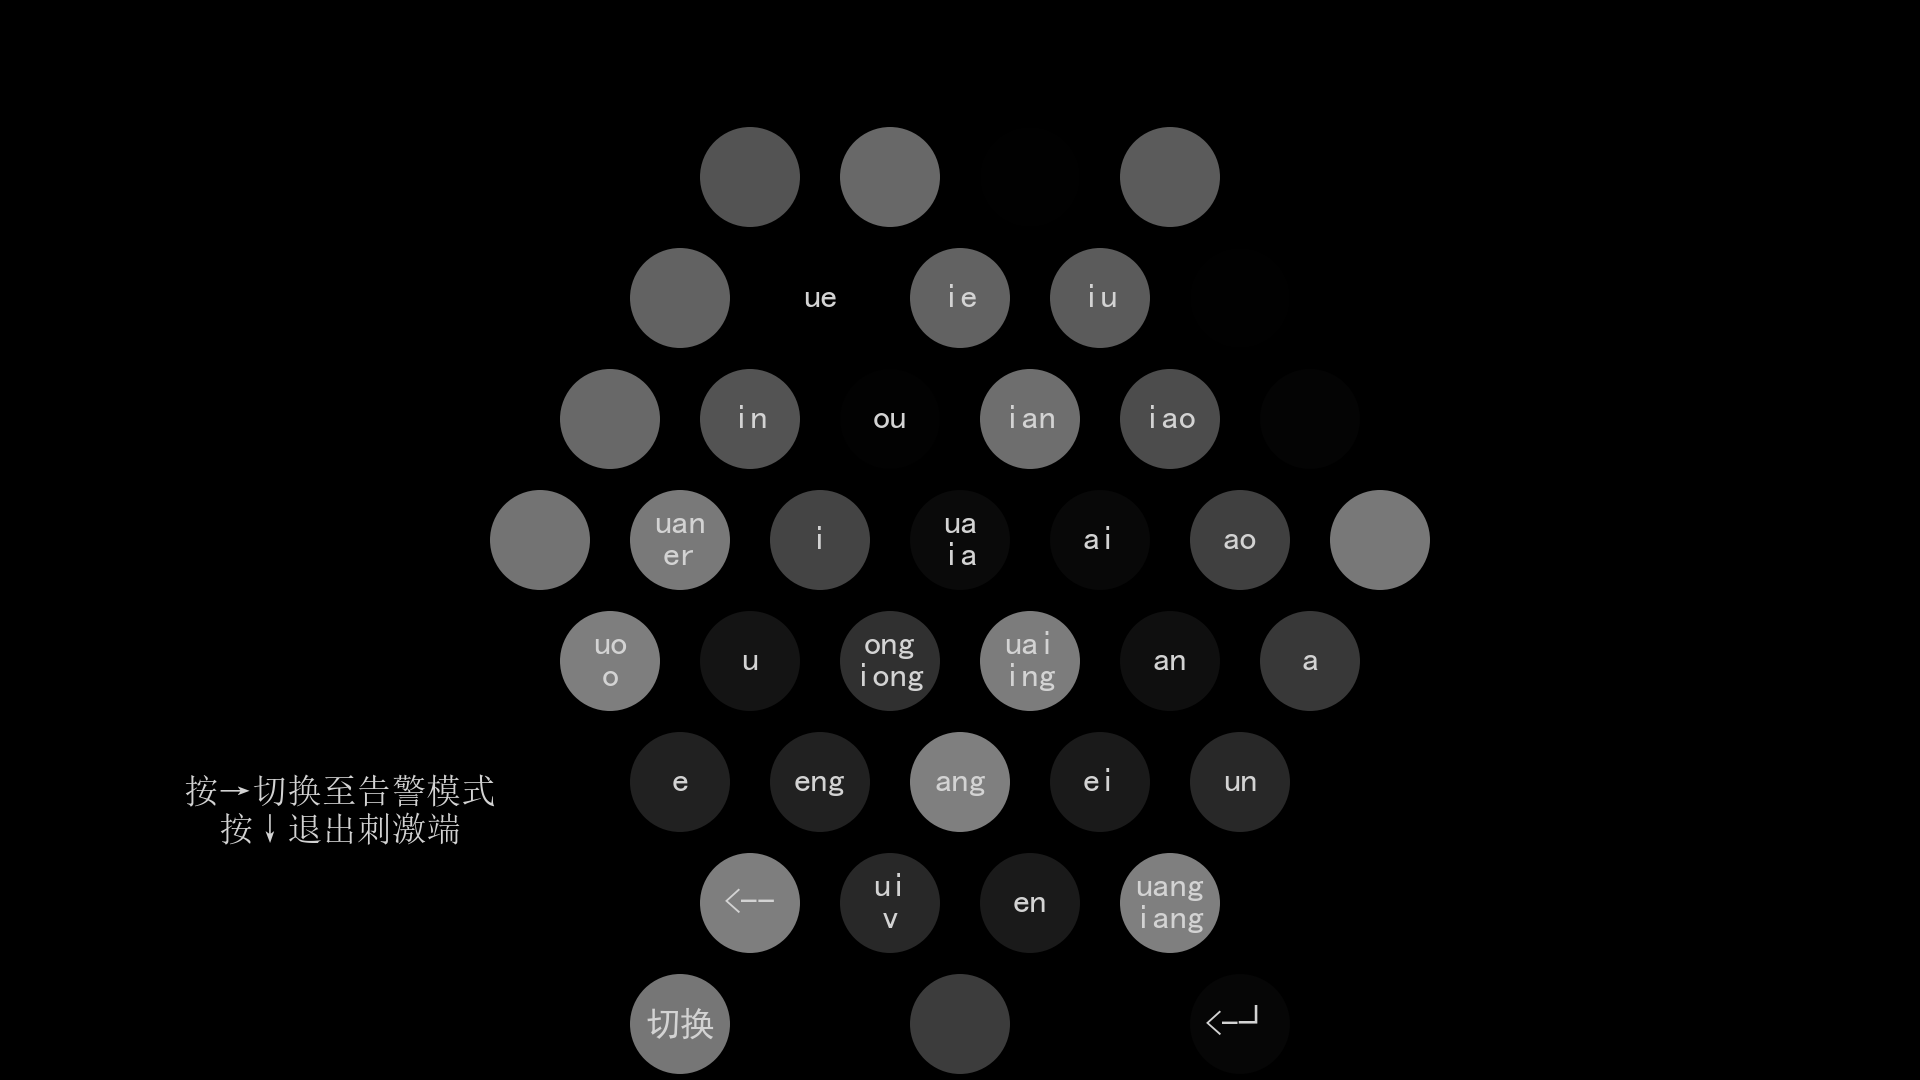 ue
ie
iu
in
ou
ian
iao
uan
er
i
ua
ia
ai
ao
uo
o
u
ong
iong
uai
ing
an
a
e
eng
ang
ei
un
按→切换至告警模式
按↓退出刺激端
<--
ui
v
en
uang
iang
切换
<-┘